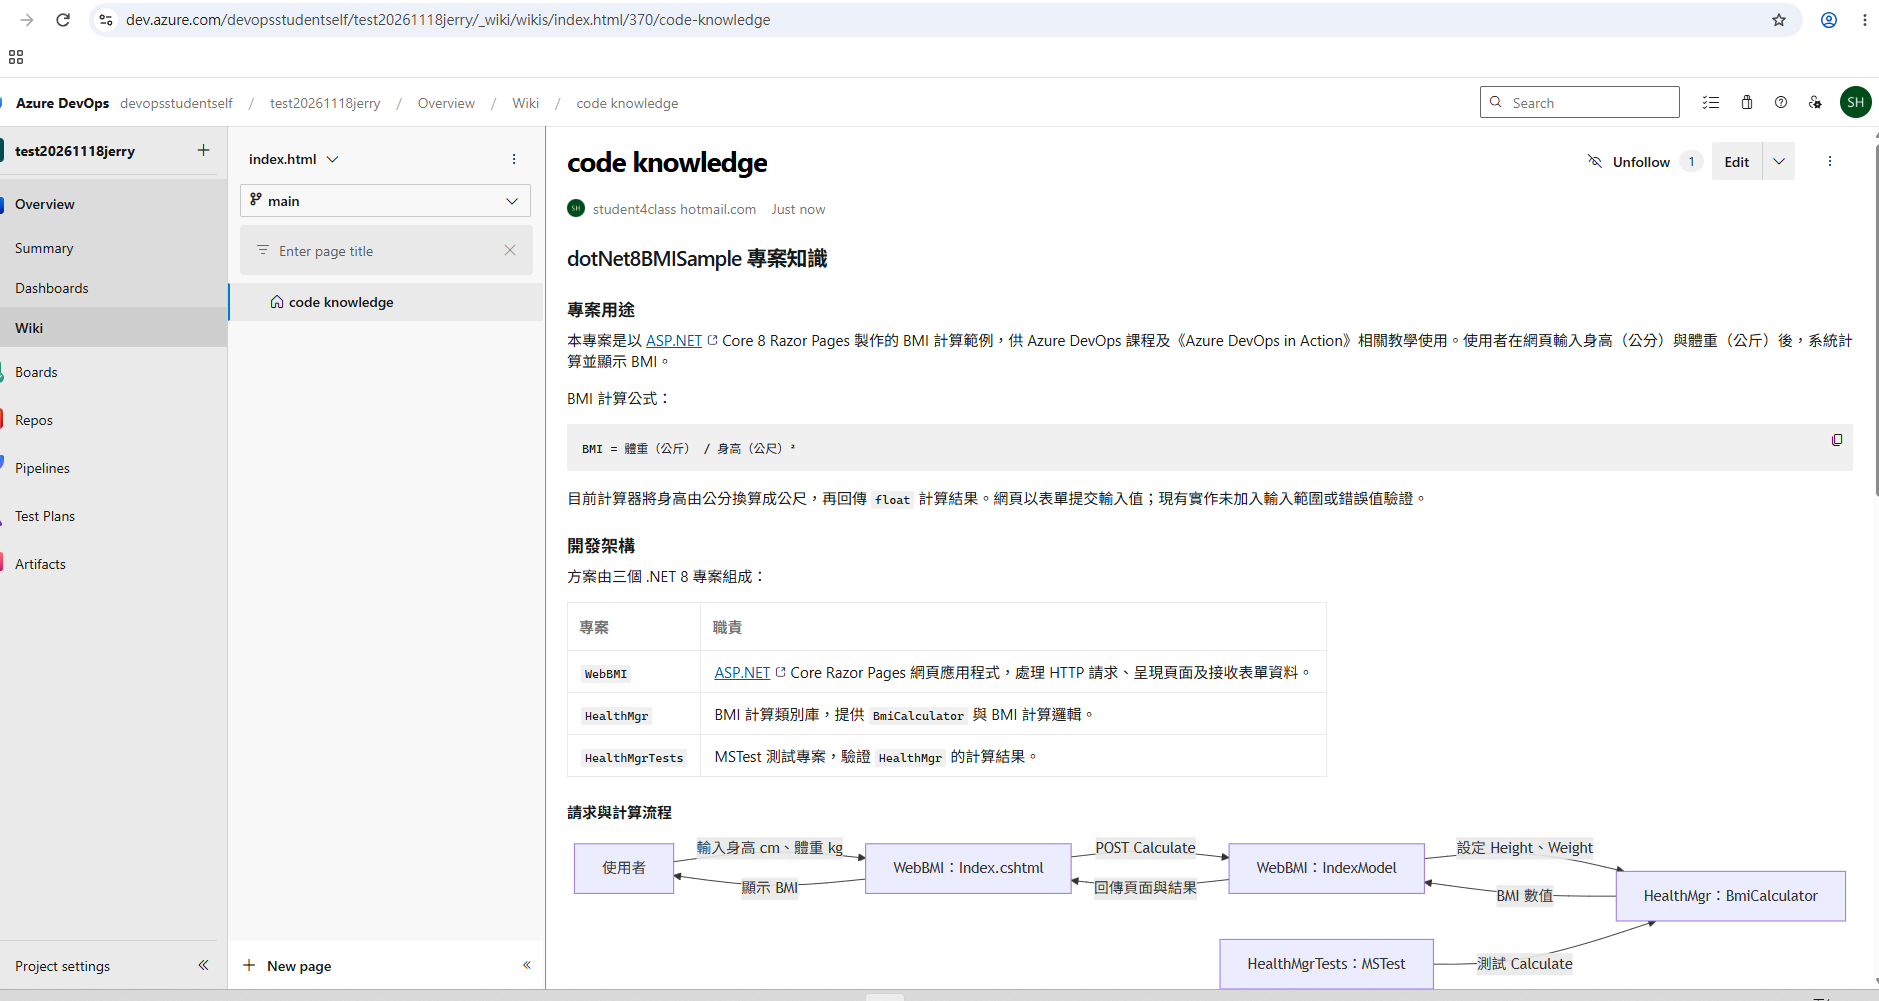 dev.azure.com/devopsstudentself/test20261118jerry/_wiki/wikis/index.html/370/code-knowledge
Azure DevOps devopsstudentself / test20261118jerry / Overview / Wiki / code knowledge
Search
SH
test20261118jerry
Overview
Summary
Dashboards
Wiki
Boards
Repos
Pipelines
Test Plans
Artifacts
Project settings
index.html
main
Enter page title
code knowledge
New page
code knowledge
Unfollow 1
Edit
SH student4class hotmail.com Just now
dotNet8BMISample 專案知識
專案用途
本專案是以 ASP.NET Core 8 Razor Pages 製作的 BMI 計算範例，供 Azure DevOps 課程及《Azure DevOps in Action》相關教學使用。使用者在網頁輸入身高（公分）與體重（公斤）後，系統計
算並顯示 BMI。
BMI 計算公式：
BMI = 體重（公斤） / 身高（公尺）²
目前計算器將身高由公分換算成公尺，再回傳 float 計算結果。網頁以表單提交輸入值；現有實作未加入輸入範圍或錯誤值驗證。
開發架構
方案由三個 .NET 8 專案組成：
專案 職責
WebBMI ASP.NET Core Razor Pages 網頁應用程式，處理 HTTP 請求、呈現頁面及接收表單資料。
HealthMgr BMI 計算類別庫，提供 BmiCalculator 與 BMI 計算邏輯。
HealthMgrTests MSTest 測試專案，驗證 HealthMgr 的計算結果。
請求與計算流程
使用者
輸入身高 cm、體重 kg
顯示 BMI
WebBMI：Index.cshtml
POST Calculate
回傳頁面與結果
WebBMI：IndexModel
設定 Height、Weight
BMI 數值
HealthMgr：BmiCalculator
HealthMgrTests：MSTest
測試 Calculate